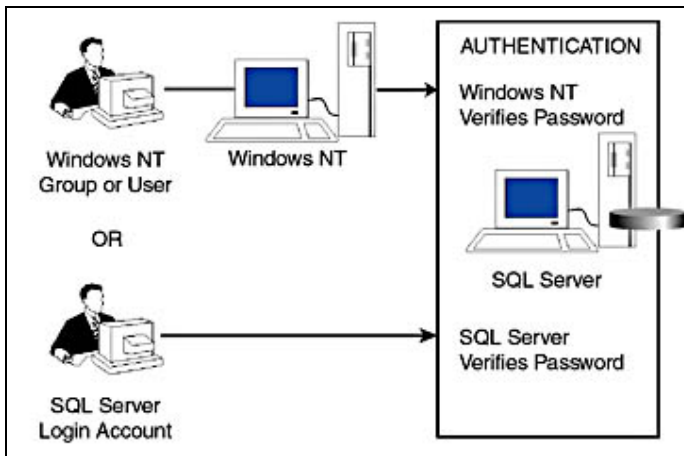 Windows NT
Group or User
OR
SQL Server
Login Account
Windows NT
AUTHENTICATION
Windows NT
Verifies Password
SQL Server
SQL Server
Verifies Password